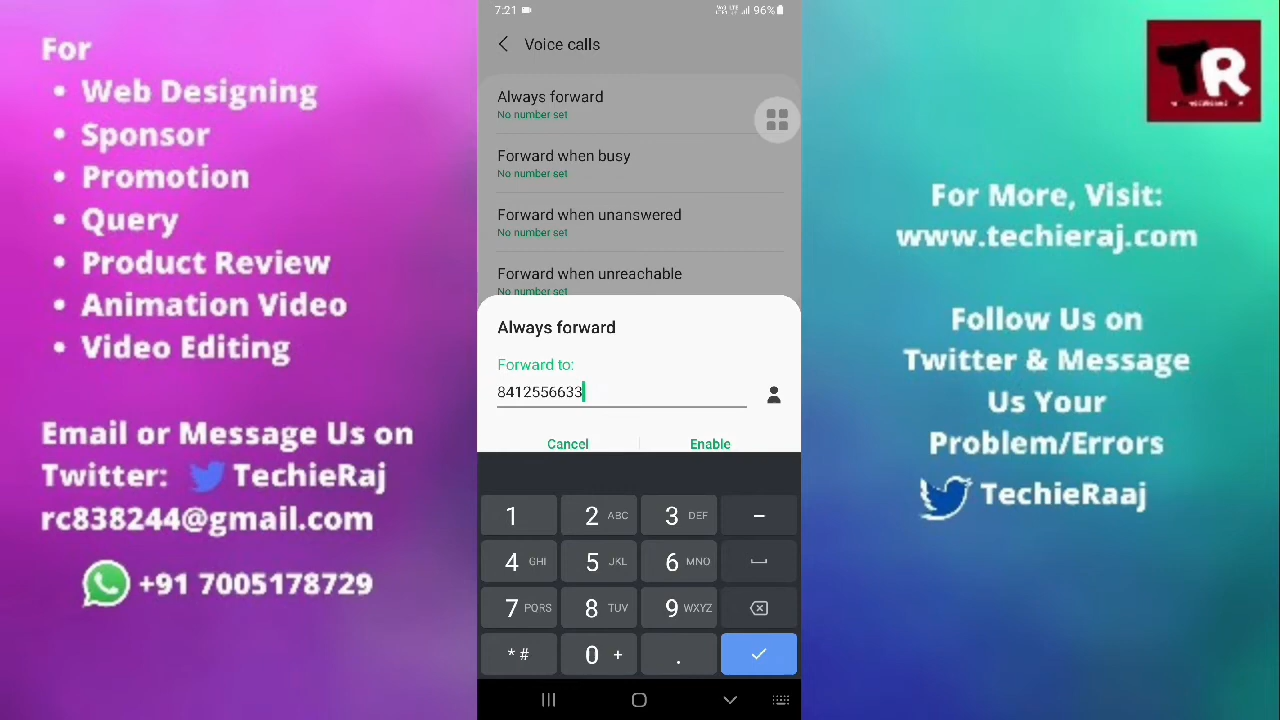 For
• Web Designing
• Sponsor
• Promotion
• Query
• Product Review
• Animation Video
• Video Editing
Email or Message Us on
Twitter: TechieRaj
rc838244@gmail.com
+91 7005178729
7:21
96%
Voice calls
Always forward
No number set
Forward when busy
No number set
Forward when unanswered
No number set
Forward when unreachable
No number set
Always forward
Forward to:
8412556633
Cancel
Enable
1
2 ABC
3 DEF
-
4 GHI
5 JKL
6 MNO
7 PQRS
8 TUV
9 WXYZ
* #
0 +
.
TR
For More, Visit:
www.techieraj.com
Follow Us on
Twitter & Message
Us Your
Problem/Errors
TechieRaaj